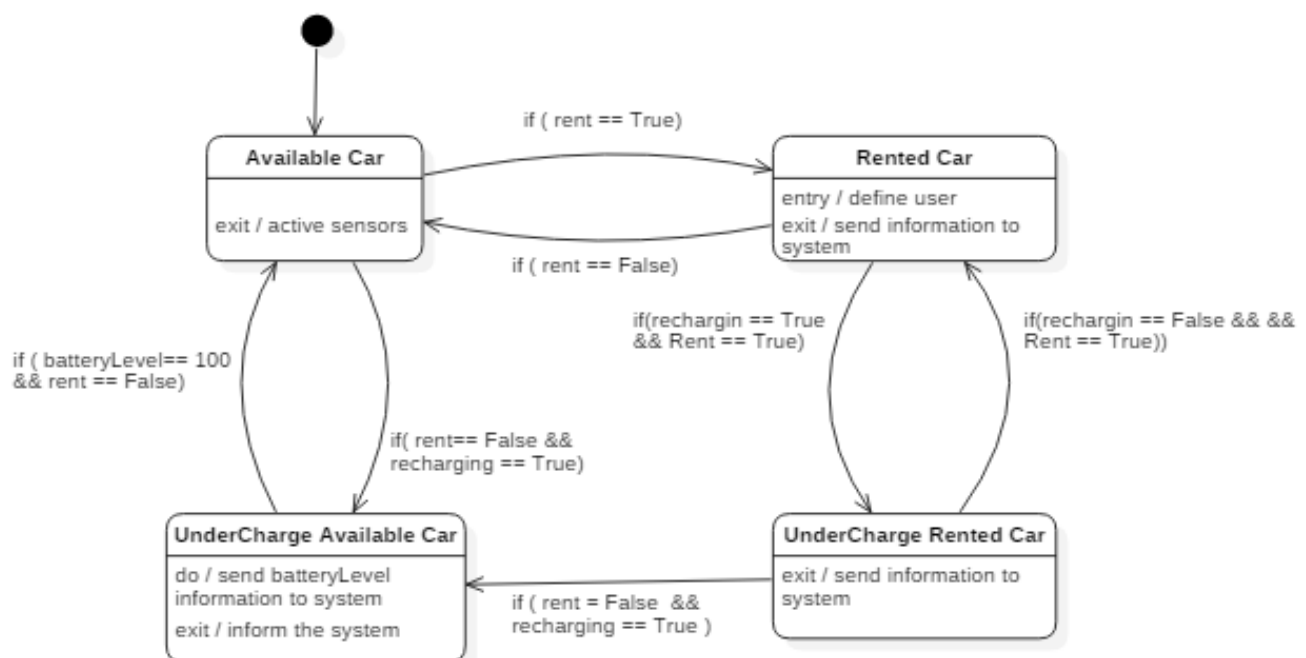 if ( rent == True)
Available Car
exit / active sensors
Rented Car
entry / define user
exit / send information to
system
if ( rent == False)
if(rechargin == True
&& Rent == True)
if(rechargin == False && &&
Rent == True))
if ( batteryLevel== 100
&& rent == False)
if( rent== False &&
recharging == True)
UnderCharge Available Car
do / send batteryLevel
information to system
exit / inform the system
UnderCharge Rented Car
exit / send information to
system
if ( rent = False  &&
recharging == True )